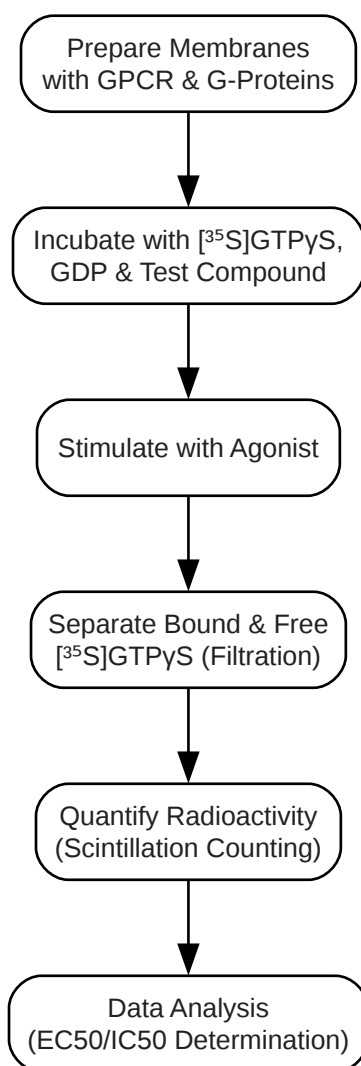 Prepare Membranes
with GPCR & G-Proteins
Incubate with [³⁵S]GTPγS,
GDP & Test Compound
Stimulate with Agonist
Separate Bound & Free
[³⁵S]GTPγS (Filtration)
Quantify Radioactivity
(Scintillation Counting)
Data Analysis
(EC50/IC50 Determination)